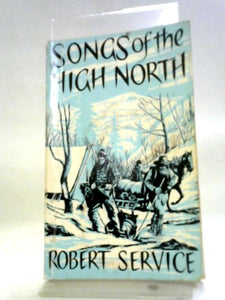 SONGS of the
HIGH NORTH
ROBERT SERVICE